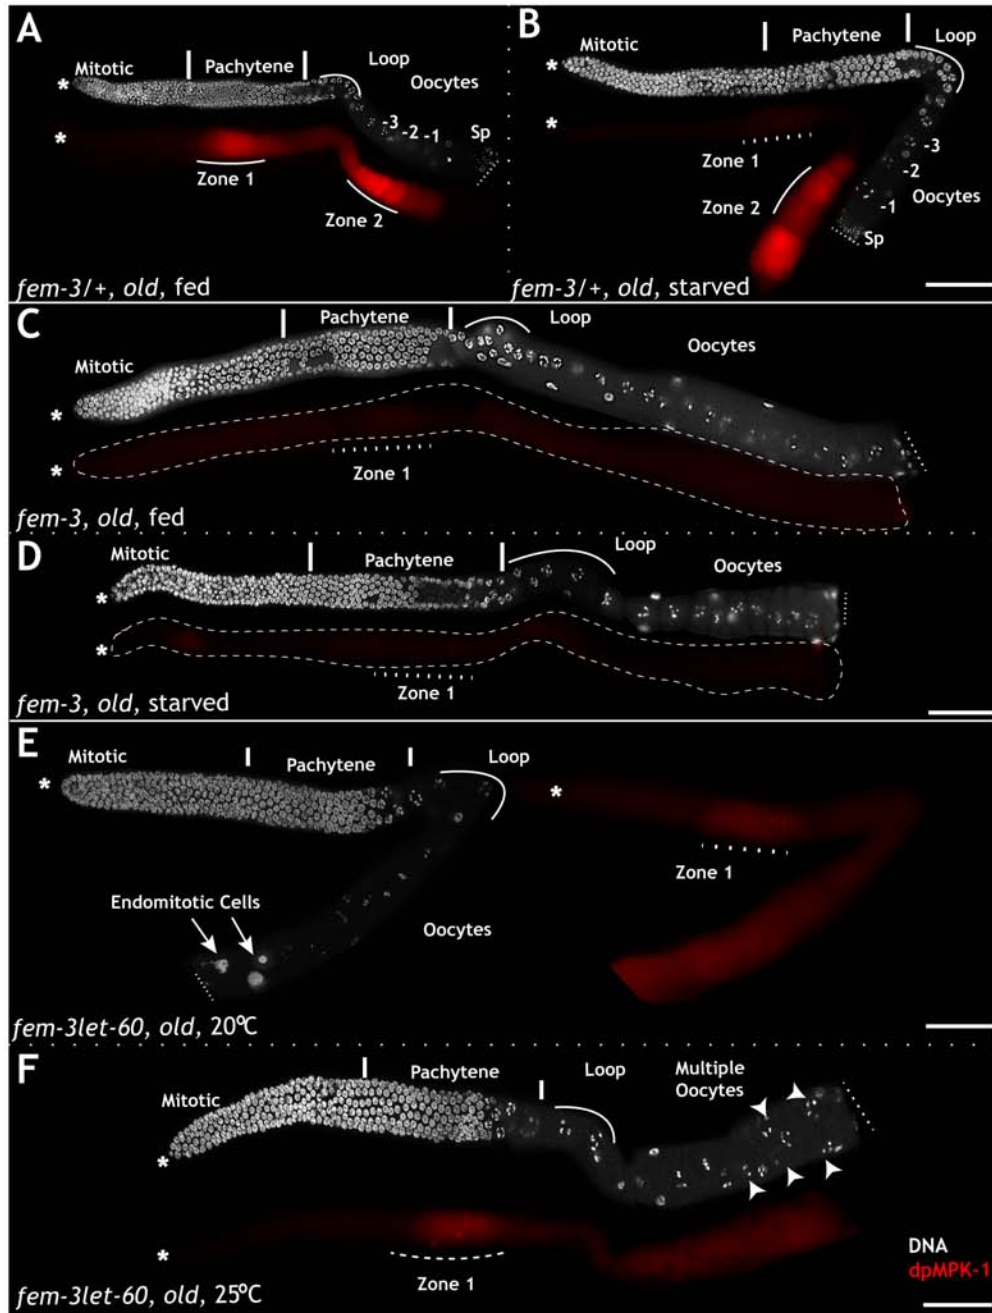 A
Mitotic
Pachytene
Loop
Oocytes
-3
-2
-1
Sp
*
*
Zone 1
Zone 2
fem-3/+, old, fed
B
Mitotic
Pachytene
Loop
*
*
Zone 1
-3
-2
Zone 2
-1
Oocytes
Sp
fem-3/+, old, starved
C
Pachytene
Loop
Oocytes
Mitotic
*
*
Zone 1
fem-3, old, fed
D
Mitotic
Pachytene
Loop
Oocytes
*
*
Zone 1
fem-3, old, starved
E
Mitotic
Pachytene
Loop
*
*
Zone 1
Endomitotic Cells
Oocytes
fem-3let-60, old, 20ºC
F
Mitotic
Pachytene
Loop
Multiple
Oocytes
*
*
Zone 1
DNA
dpMPK-1
fem-3let-60, old, 25ºC